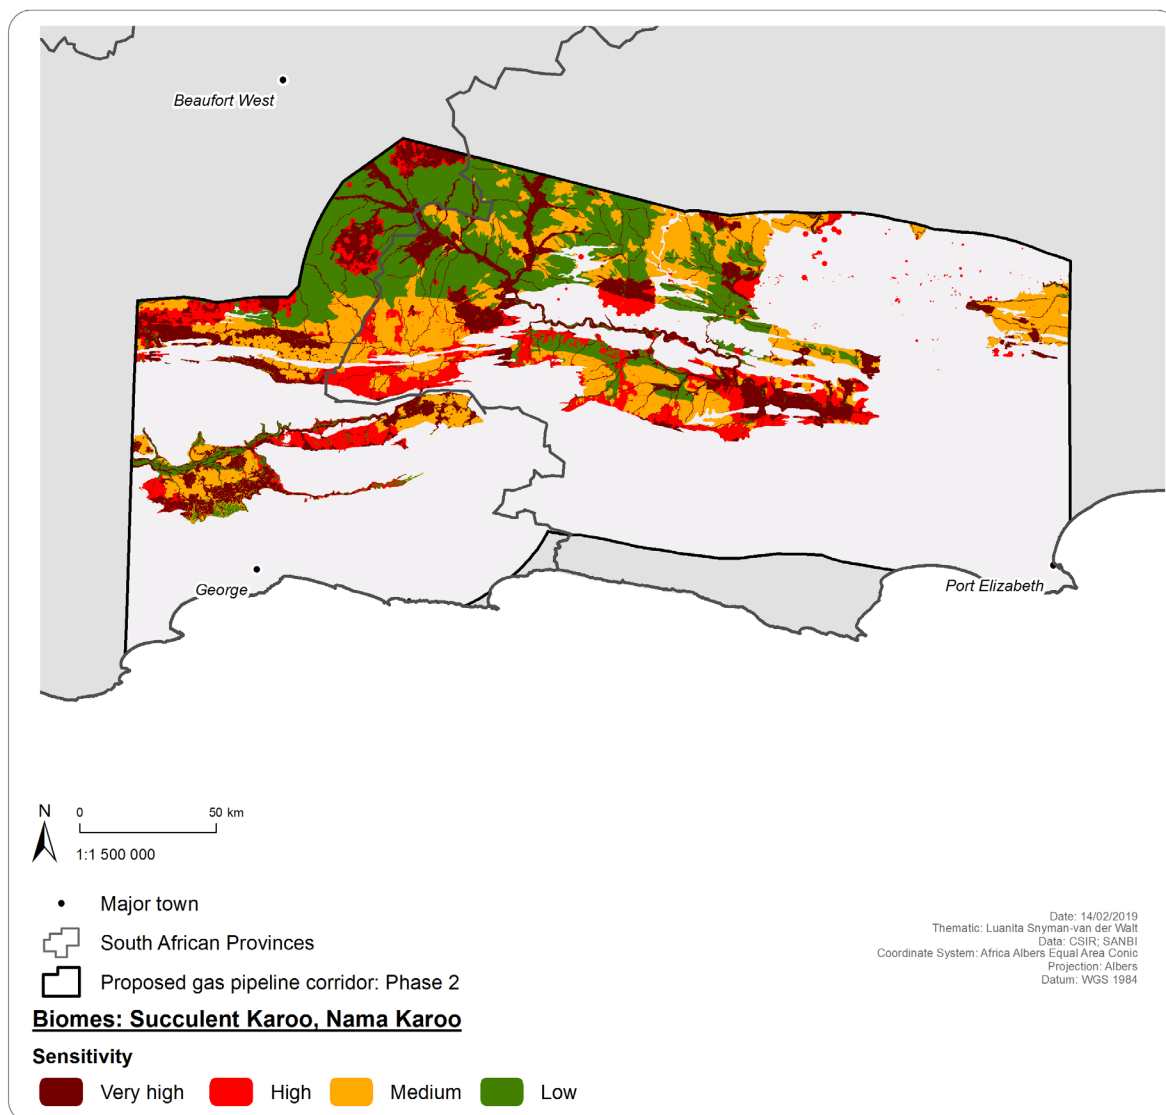 Beaufort West
George
Port Elizabeth
N
0 50 km
1:1 500 000
Major town
South African Provinces
Proposed gas pipeline corridor: Phase 2
Date: 14/02/2019
Thematic: Luanita Snyman-van der Walt
Data: CSIR; SANBI
Coordinate System: Africa Albers Equal Area Conic
Projection: Albers
Datum: WGS 1984
Biomes: Succulent Karoo, Nama Karoo
Sensitivity
Very high High Medium Low